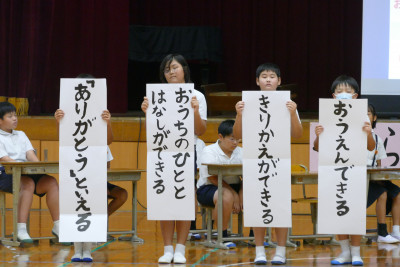 「ありがとう」といえる
おうちのひとと
はなしができる
きりかえができる
おうえんできる